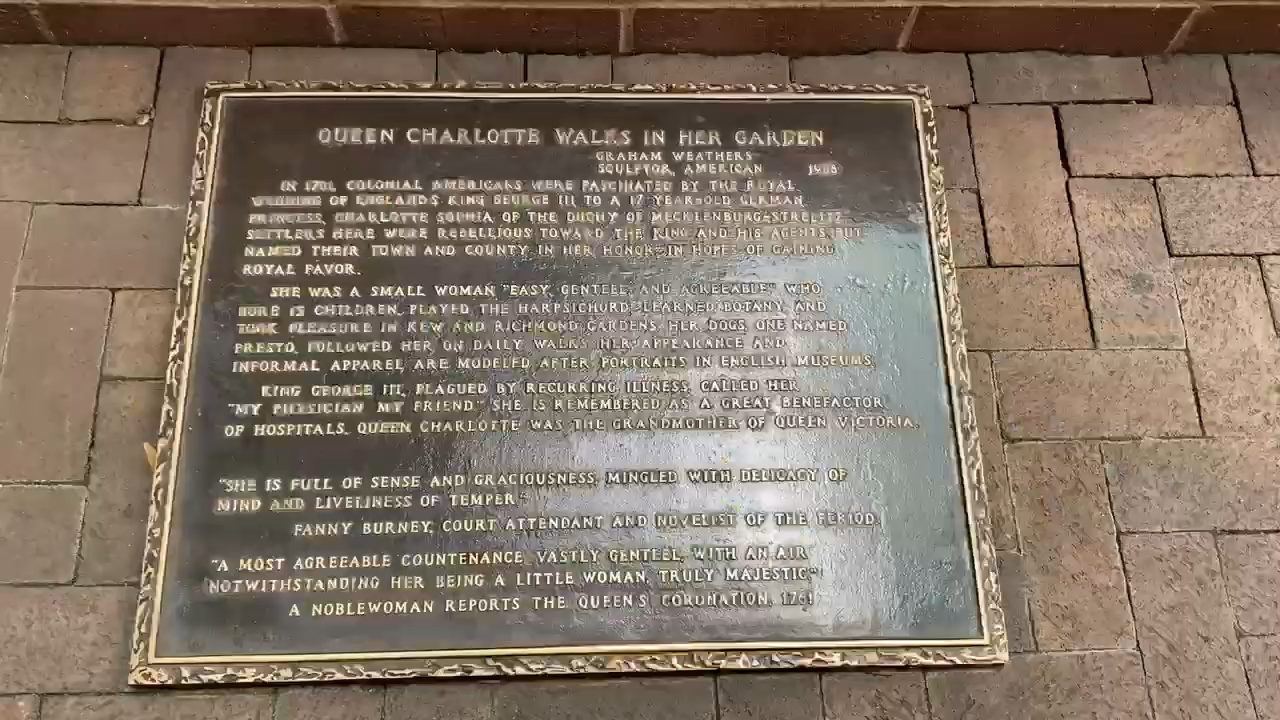 QUEEN CHARLOTTE WALKS IN HER GARDEN
GRAHAM WEATHERS
SCULPTOR, AMERICAN
IN 1761, COLONIAL AMERICANS WERE FASCINATED BY THE ROYAL
WEDDING OF ENGLANDS KING GEORGE III TO A 17 YEAR-OLD GERMAN
PRINCESS, CHARLOTTE SOPHIA OF THE DUCHY OF MECKLENBURG-STRELITZ.
SETTLERS HERE WERE REBELLIOUS TOWARD THE KING AND HIS AGENTS, BUT
NAMED THEIR TOWN AND COUNTY IN HER HONOR IN HOPES OF GAINING
ROYAL FAVOR.
SHE WAS A SMALL WOMAN "EASY, GENTEEL, AND AGREEABLE" WHO
BORE 15 CHILDREN, PLAYED THE HARPSICHORD, LEARNED BOTANY, AND
TOOK PLEASURE IN KEW AND RICHMOND GARDENS. HER DOGS, ONE NAMED
PRESTO, FOLLOWED HER ON DAILY WALKS. HER APPEARANCE AND
INFORMAL APPAREL ARE MODELED AFTER PORTRAITS IN ENGLISH MUSEUMS.
KING GEORGE III, PLAGUED BY RECURRING ILLNESS, CALLED HER
"MY PHYSICIAN MY FRIEND." SHE IS REMEMBERED AS A GREAT BENEFACTOR
OF HOSPITALS. QUEEN CHARLOTTE WAS THE GRANDMOTHER OF QUEEN VICTORIA.
"SHE IS FULL OF SENSE AND GRACIOUSNESS, MINGLED WITH DELICACY OF
MIND AND LIVELINESS OF TEMPER."
FANNY BURNEY, COURT ATTENDANT AND NOVELIST OF THE PERIOD.
"A MOST AGREEABLE COUNTENANCE, VASTLY GENTEEL, WITH AN AIR
NOTWITHSTANDING HER BEING A LITTLE WOMAN, TRULY MAJESTIC"
A NOBLEWOMAN REPORTS THE QUEEN'S CORONATION, 1761